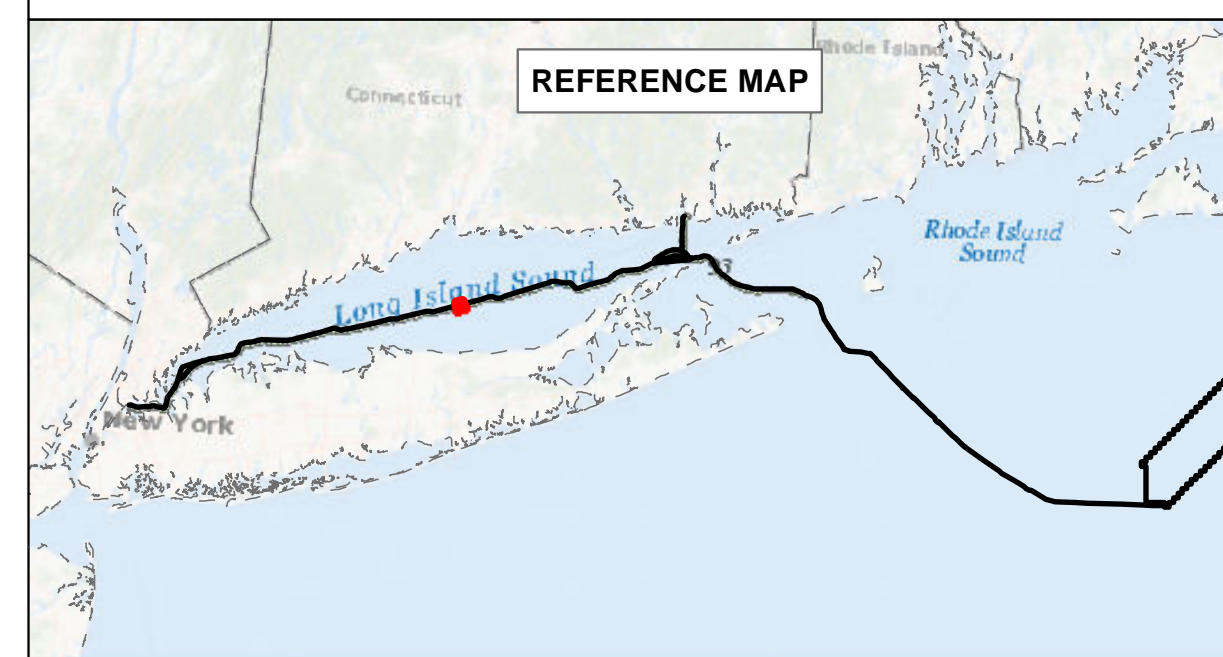 REFERENCE MAP
Rhode Island
Connecticut
Rhode Island
Sound
Long Island Sound
New York